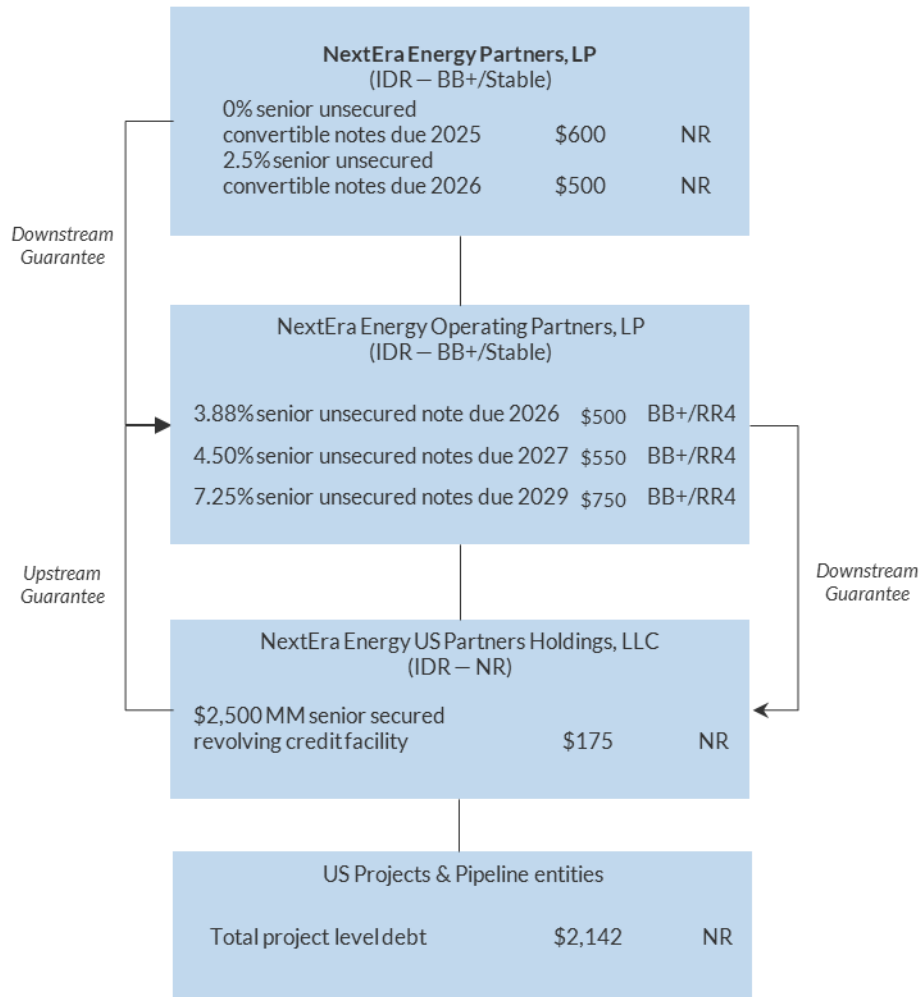 NextEra Energy Partners, LP
(IDR — BB+/Stable)
0% senior unsecured
convertible notes due 2025 $600 NR
2.5% senior unsecured
convertible notes due 2026 $500 NR
Downstream
Guarantee
NextEra Energy Operating Partners, LP
(IDR — BB+/Stable)
3.88% senior unsecured note due 2026 $500 BB+/RR4
4.50% senior unsecured notes due 2027 $550 BB+/RR4
7.25% senior unsecured notes due 2029 $750 BB+/RR4
Upstream
Guarantee
Downstream
Guarantee
NextEra Energy US Partners Holdings, LLC
(IDR — NR)
$2,500 MM senior secured
revolving credit facility $175 NR
US Projects & Pipeline entities
Total project level debt $2,142 NR